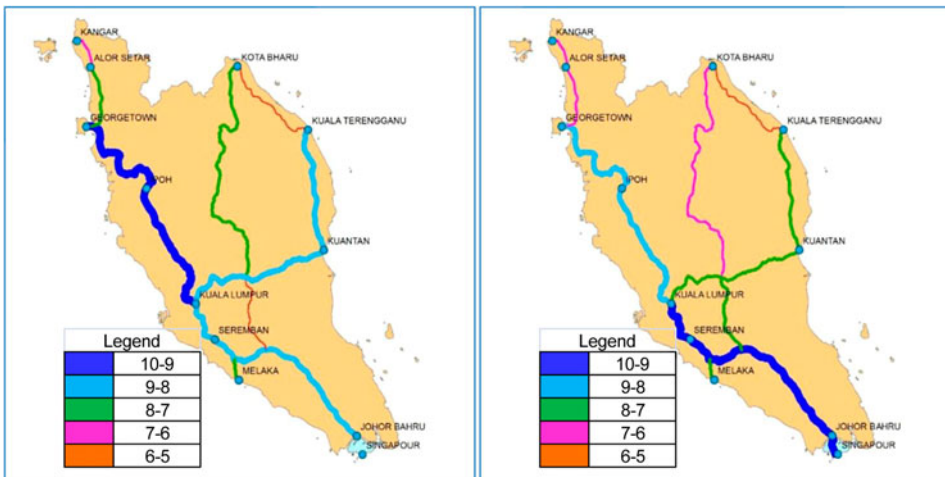 KANGAR
ALOR SETAR
KOTA BHARU
GEORGETOWN
KUALA TERENGGANU
IPOH
KUANTAN
KUALA LUMPUR
SEREMBAN
MELAKA
JOHOR BAHRU
SINGAPOUR
Legend
10-9
9-8
8-7
7-6
6-5
KANGAR
ALOR SETAR
KOTA BHARU
GEORGETOWN
KUALA TERENGGANU
IPOH
KUANTAN
KUALA LUMPUR
SEREMBAN
MELAKA
JOHOR BAHRU
SINGAPOUR
Legend
10-9
9-8
8-7
7-6
6-5